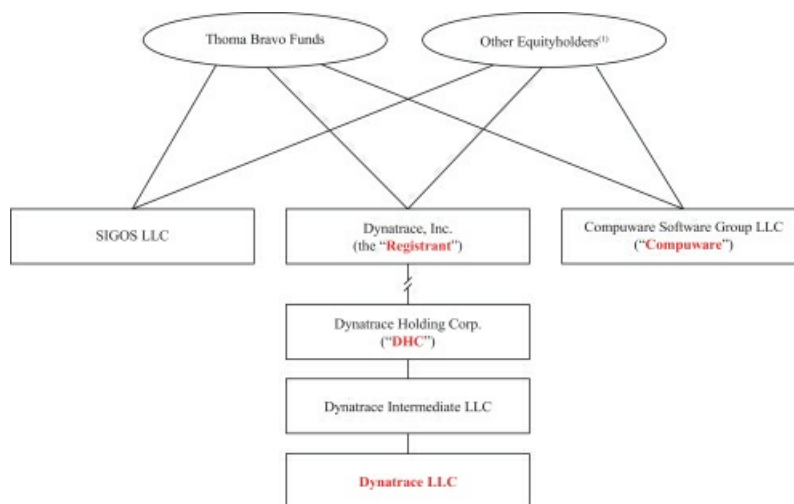 Thoma Bravo Funds
Other Equityholders⁽¹⁾
SIGOS LLC
Dynatrace, Inc.
(the “Registrant”)
Compuware Software Group LLC
(“Compuware”)
Dynatrace Holding Corp.
(“DHC”)
Dynatrace Intermediate LLC
Dynatrace LLC